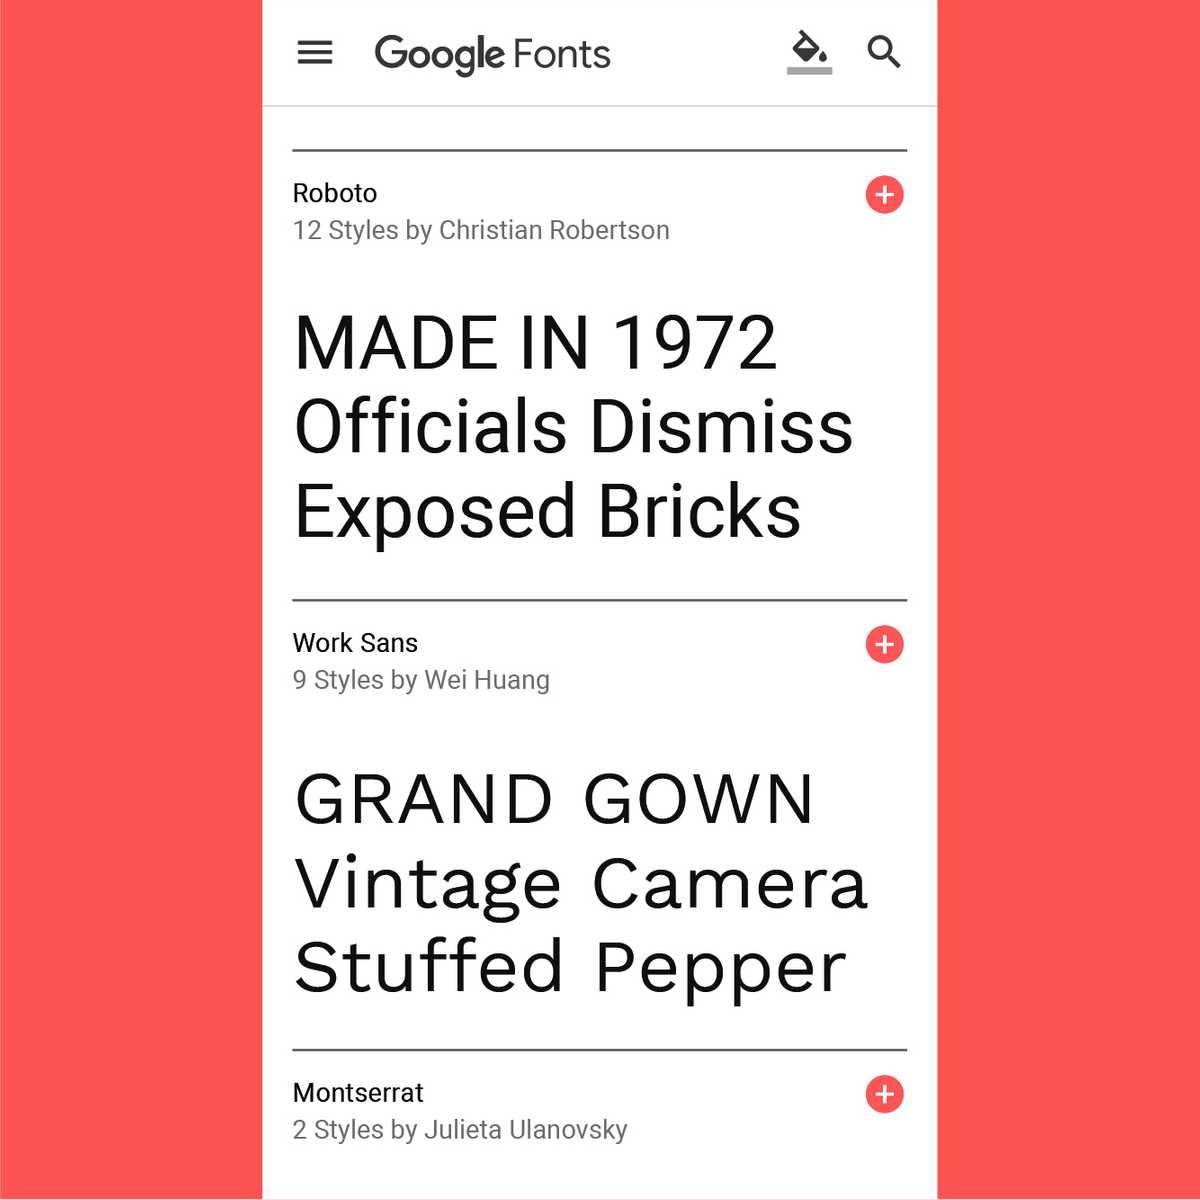 Google Fonts
Roboto
12 Styles by Christian Robertson
MADE IN 1972
Officials Dismiss
Exposed Bricks
Work Sans
9 Styles by Wei Huang
GRAND GOWN
Vintage Camera
Stuffed Pepper
Montserrat
2 Styles by Julieta Ulanovsky